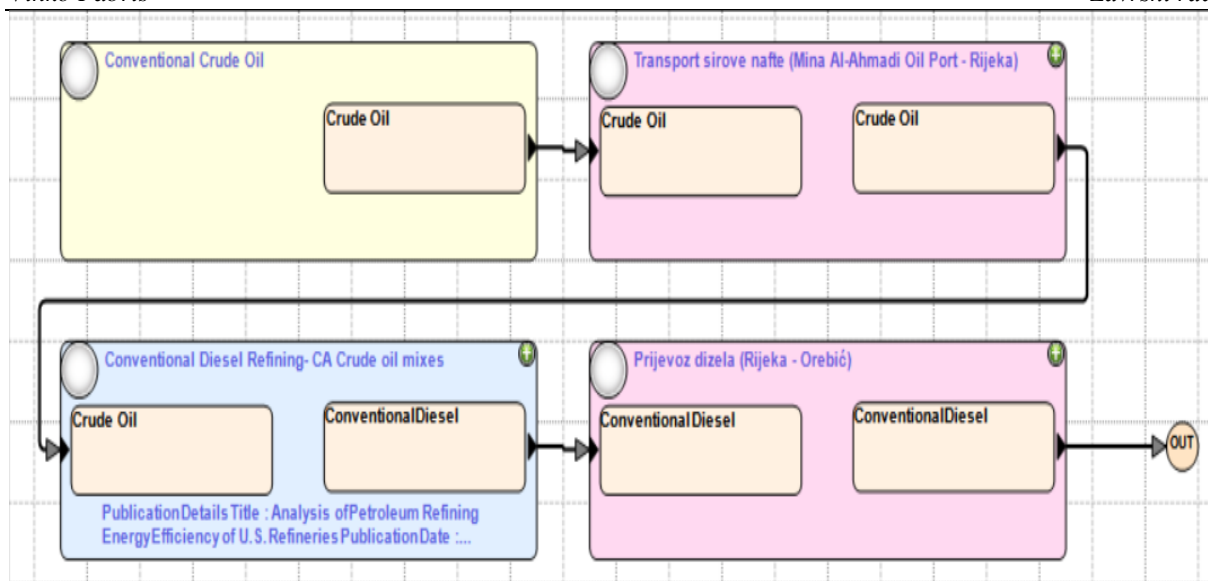 Conventional Crude Oil
Crude Oil
Transport sirove nafte (Mina Al-Ahmadi Oil Port - Rijeka)
Crude Oil
Crude Oil
Conventional Diesel Refining- CA Crude oil mixes
Crude Oil
ConventionalDiesel
PublicationDetails Title : Analysis of Petroleum Refining
EnergyEfficiency of U.S. Refineries PublicationDate :...
Prijevoz dizela (Rijeka - Orebić)
ConventionalDiesel
ConventionalDiesel
OUT